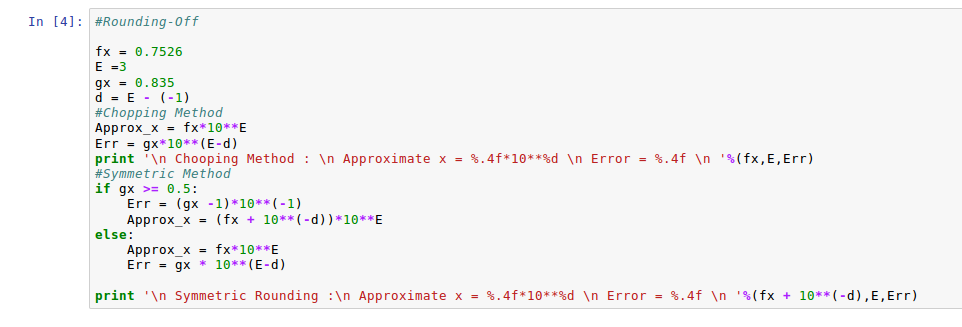 In [4]: #Rounding-Off
fx = 0.7526
E =3
gx = 0.835
d = E - (-1)
#Chopping Method
Approx_x = fx*10**E
Err = gx*10**(E-d)
print '\n Chooping Method : \n Approximate x = %.4f*10**%d \n Error = %.4f \n '%(fx,E,Err)
#Symmetric Method
if gx >= 0.5:
    Err = (gx -1)*10**(-1)
    Approx_x = (fx + 10**(-d))*10**E
else:
    Approx_x = fx*10**E
    Err = gx * 10**(E-d)
print '\n Symmetric Rounding :\n Approximate x = %.4f*10**%d \n Error = %.4f \n '%(fx + 10**(-d),E,Err)